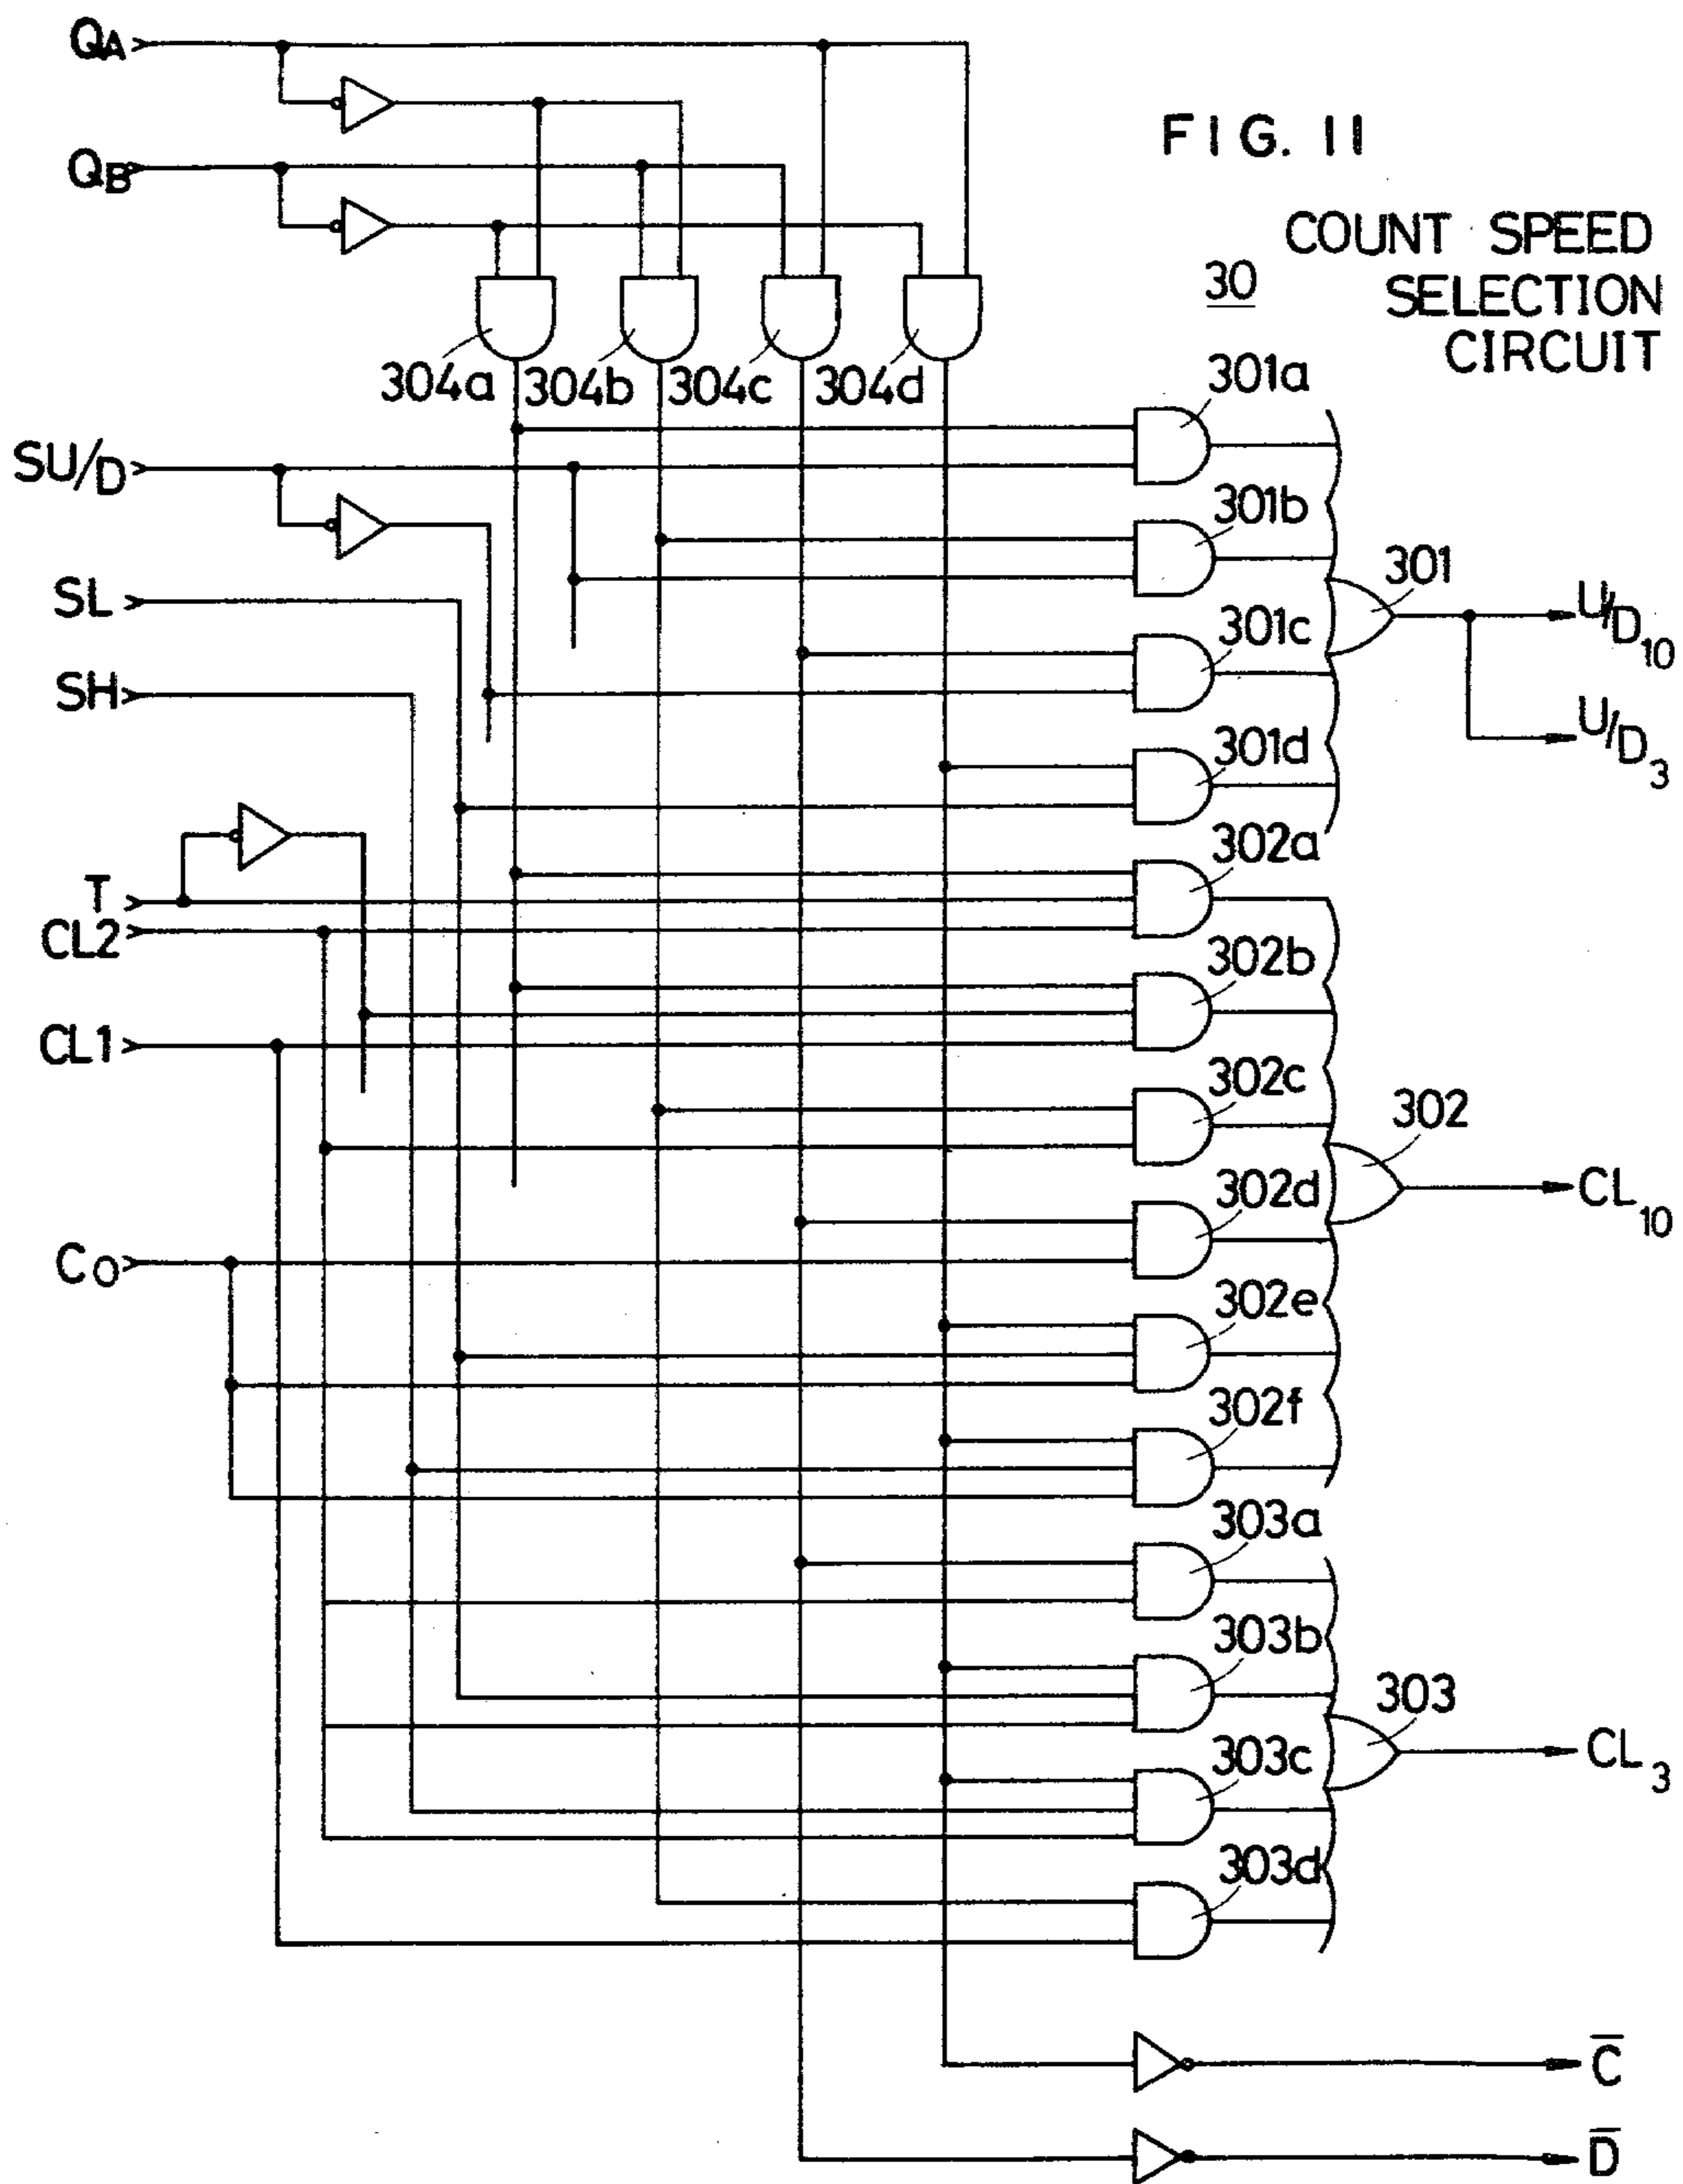 QA
FIG. 11
QB
COUNT SPEED
SELECTION
CIRCUIT
30
304a
304b
304c
304d
301a
SU/D
301b
SL
301
U/D10
301c
SH
U/D3
301d
302a
T
CL2
302b
CL1
302c
302
302d
CL10
Co
302e
302f
303a
303b
303
CL3
303c
303d
C̅
D̅